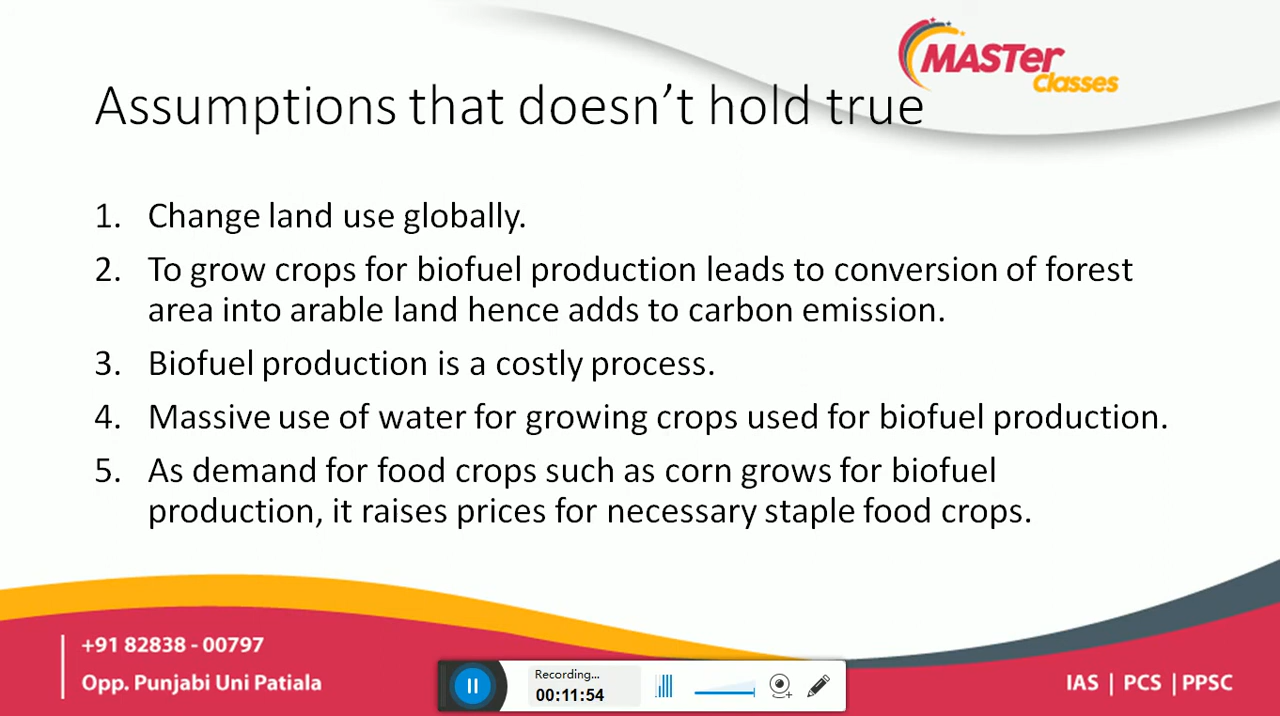 MASTer
Classes
Assumptions that doesn't hold true
1. Change land use globally.
2. To grow crops for biofuel production leads to conversion of forest
area into arable land hence adds to carbon emission.
3. Biofuel production is a costly process.
4. Massive use of water for growing crops used for biofuel production.
5. As demand for food crops such as corn grows for biofuel
production, it raises prices for necessary staple food crops.
+91 82838 - 00797
Opp. Punjabi Uni Patiala
Recording...
00:11:54
IAS | PCS | PPSC